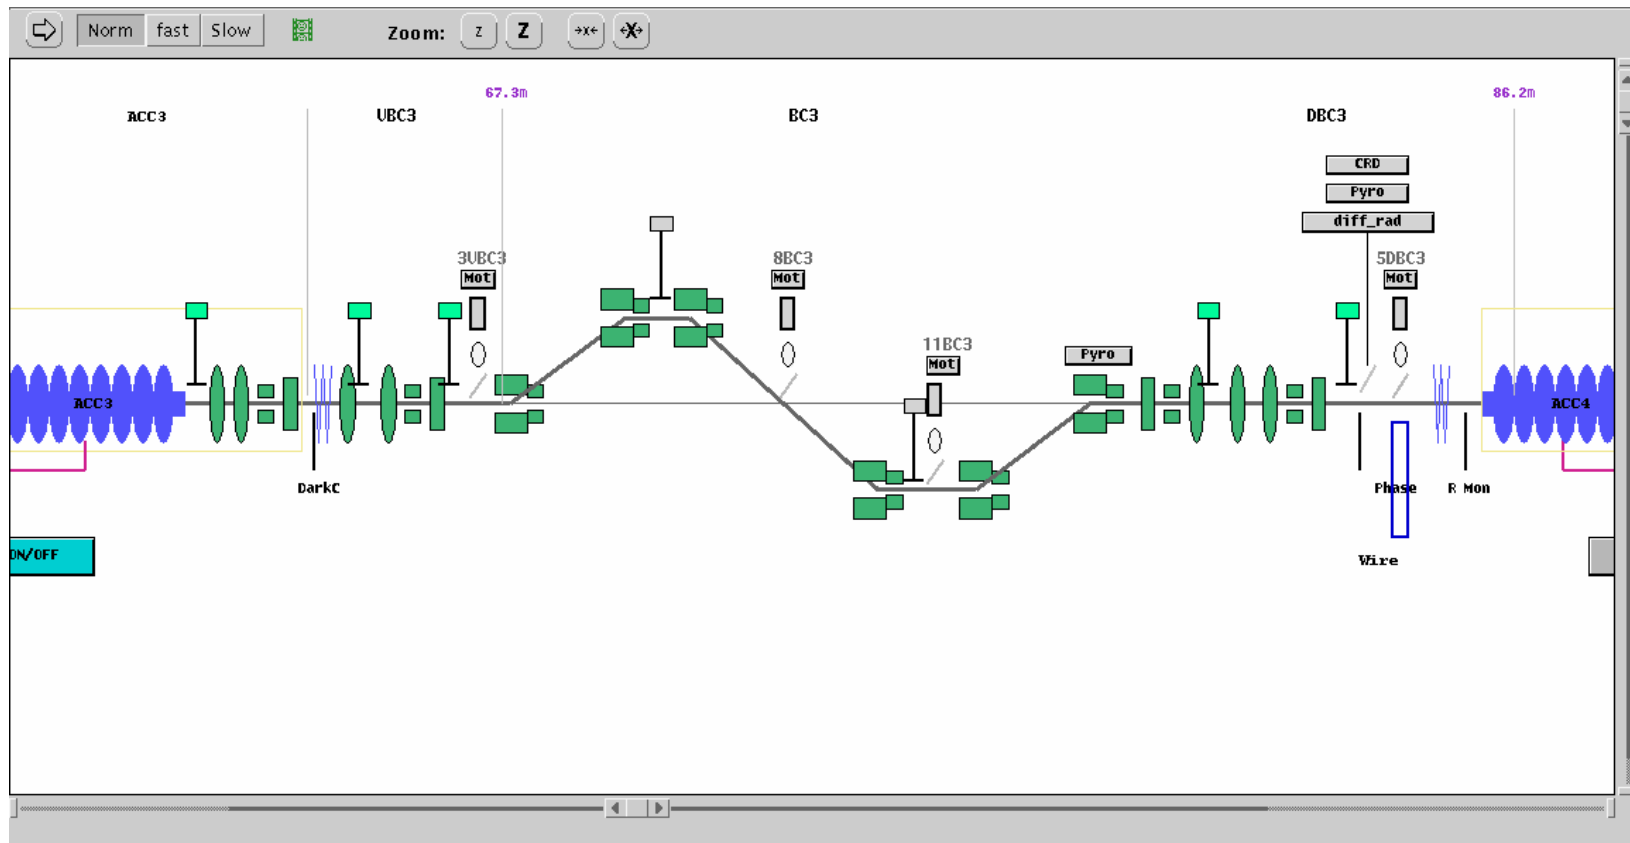 Norm fast Slow Zoom: z Z →x← ←X→
67.3m 86.2m
ACC3 UBC3 BC3 DBC3
CRD
Pyro
diff_rad
3UBC3 8BC3 5DBC3
Mot Mot Mot
11BC3
Pyro
Mot
ACC3 ACC4
DarkC Phase R Mon
ON/OFF
Wire